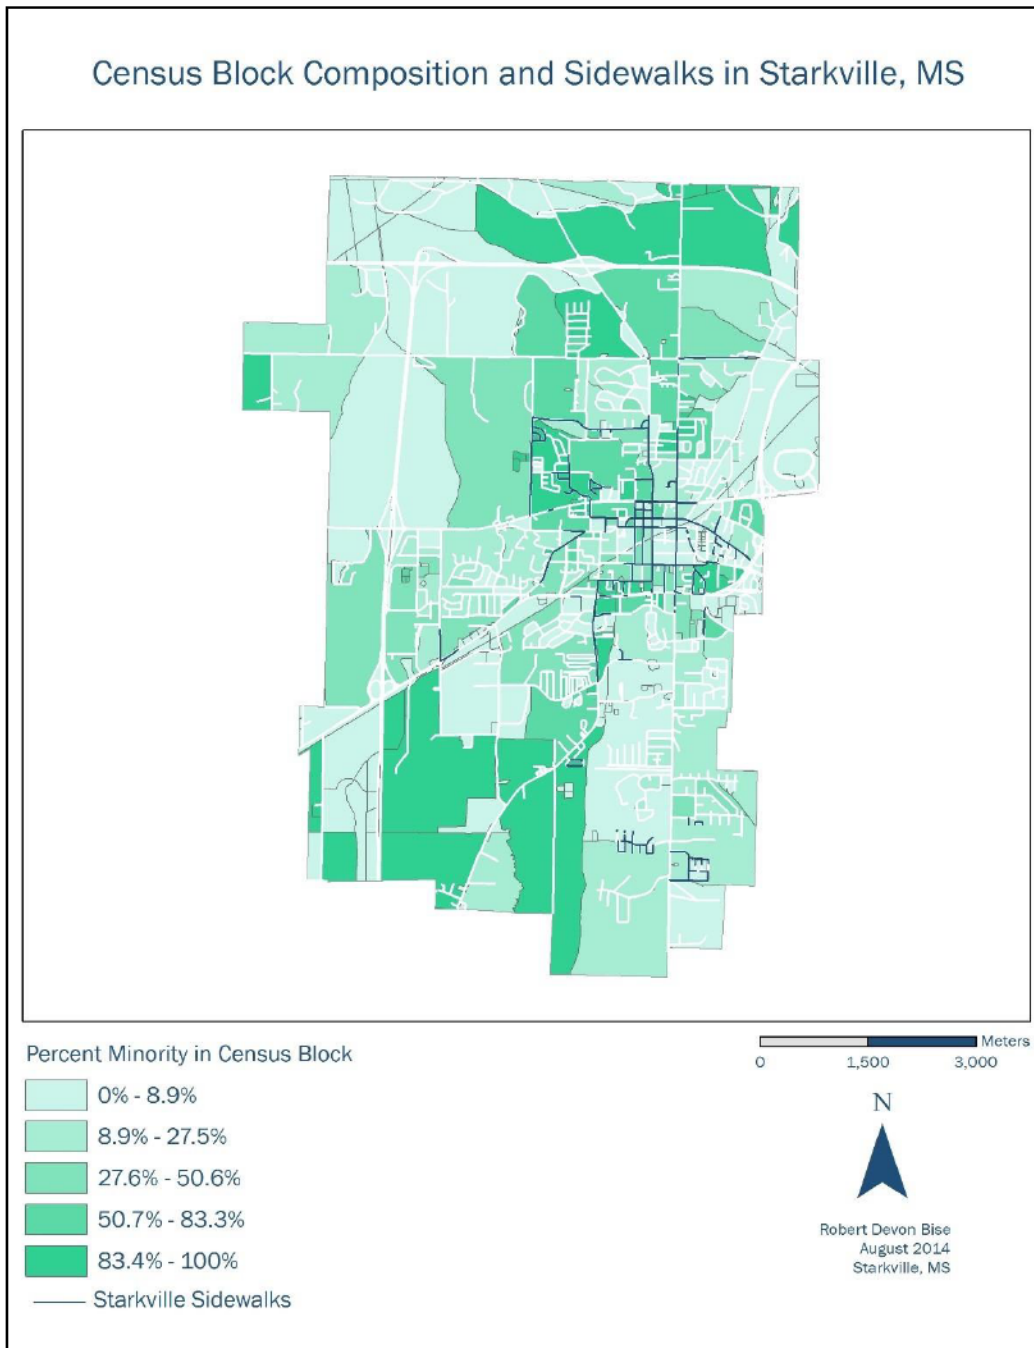 Census Block Composition and Sidewalks in Starkville, MS
Percent Minority in Census Block
0% - 8.9%
8.9% - 27.5%
27.6% - 50.6%
50.7% - 83.3%
83.4% - 100%
Starkville Sidewalks
Meters
0 1,500 3,000
N
Robert Devon Bise
August 2014
Starkville, MS